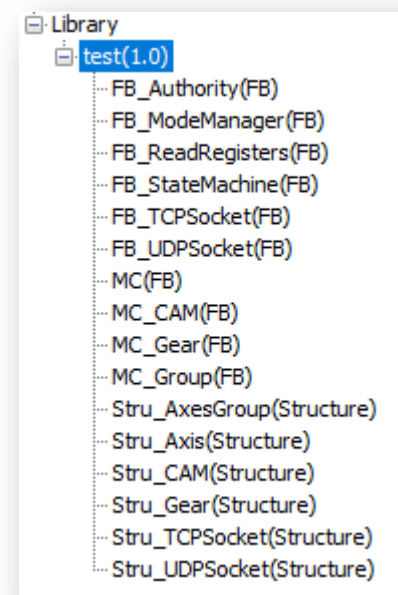 Library
test(1.0)
FB_Authority(FB)
FB_ModeManager(FB)
FB_ReadRegisters(FB)
FB_StateMachine(FB)
FB_TCPSocket(FB)
FB_UDPSocket(FB)
MC(FB)
MC_CAM(FB)
MC_Gear(FB)
MC_Group(FB)
Stru_AxesGroup(Structure)
Stru_Axis(Structure)
Stru_CAM(Structure)
Stru_Gear(Structure)
Stru_TCPSocket(Structure)
Stru_UDPSocket(Structure)